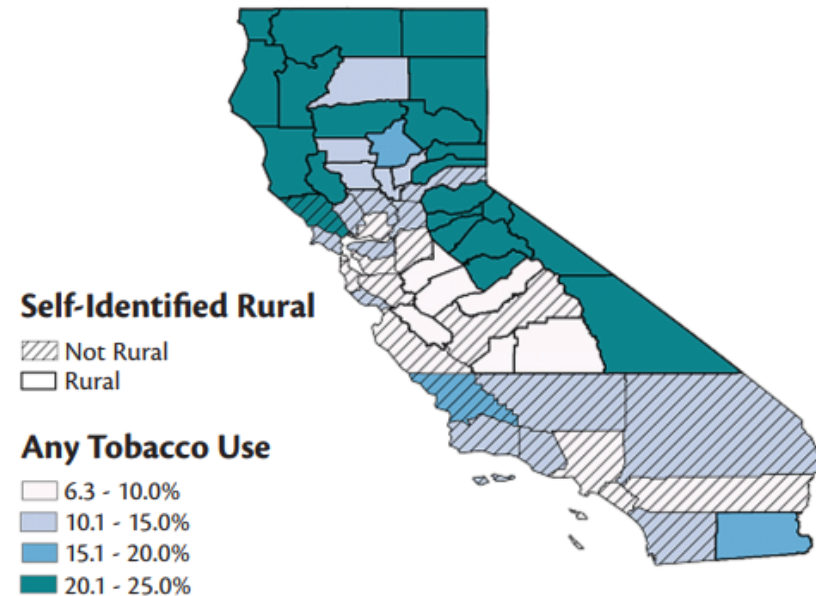 Self-Identified Rural
Not Rural
Rural
Any Tobacco Use
6.3 - 10.0%
10.1 - 15.0%
15.1 - 20.0%
20.1 - 25.0%